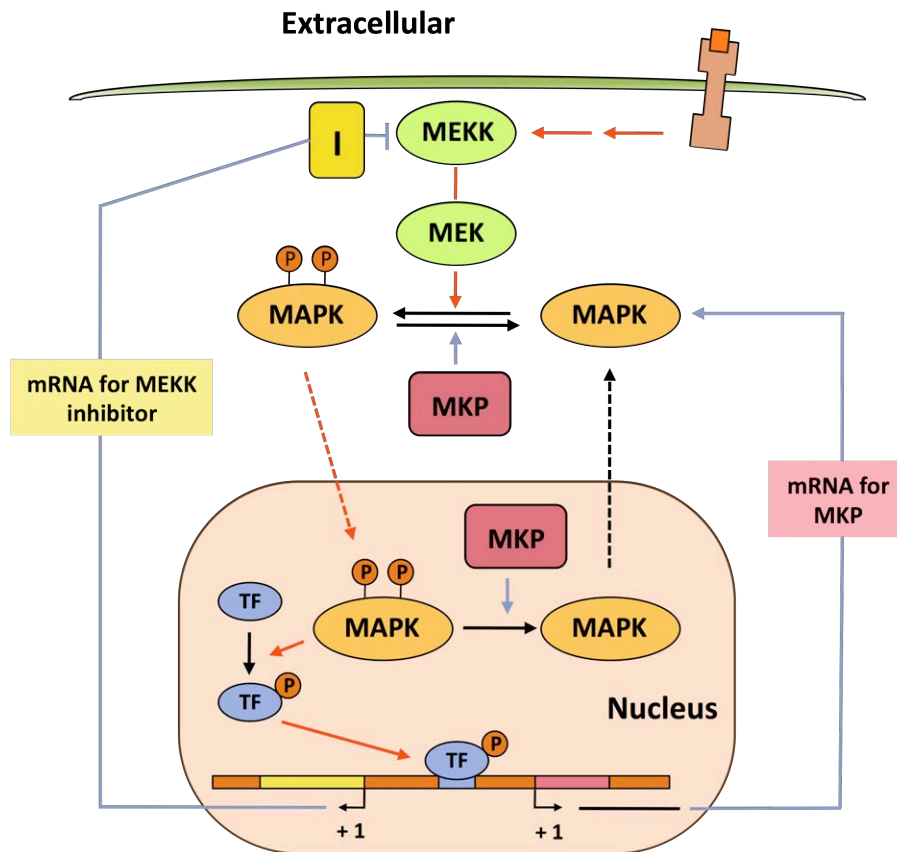 Extracellular
I
MEKK
MEK
P P
MAPK
MAPK
mRNA for MEKK
inhibitor
MKP
mRNA for
MKP
MKP
P P
TF
MAPK
MAPK
P
TF
Nucleus
P
TF
+ 1
+ 1